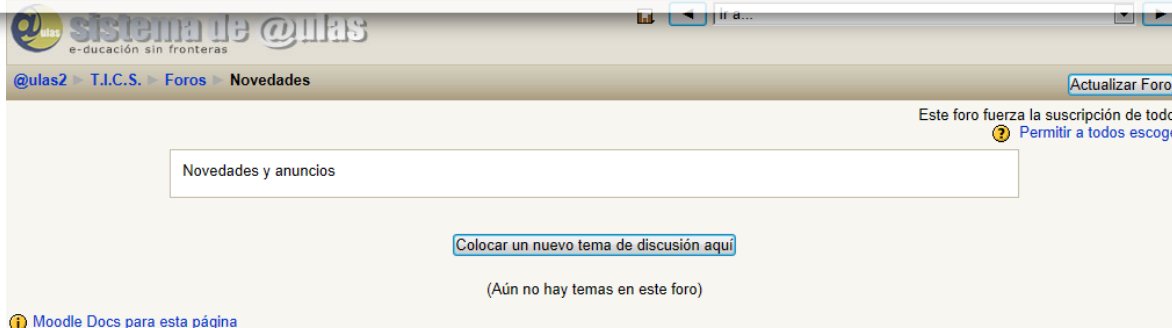 @ulas sistema de @ulas
e-ducación sin fronteras
Ir a...
@ulas2 T.I.C.S. Foros Novedades
Actualizar Foro
Este foro fuerza la suscripción de todo
Permitir a todos escoge
Novedades y anuncios
Colocar un nuevo tema de discusión aquí
(Aún no hay temas en este foro)
Moodle Docs para esta página